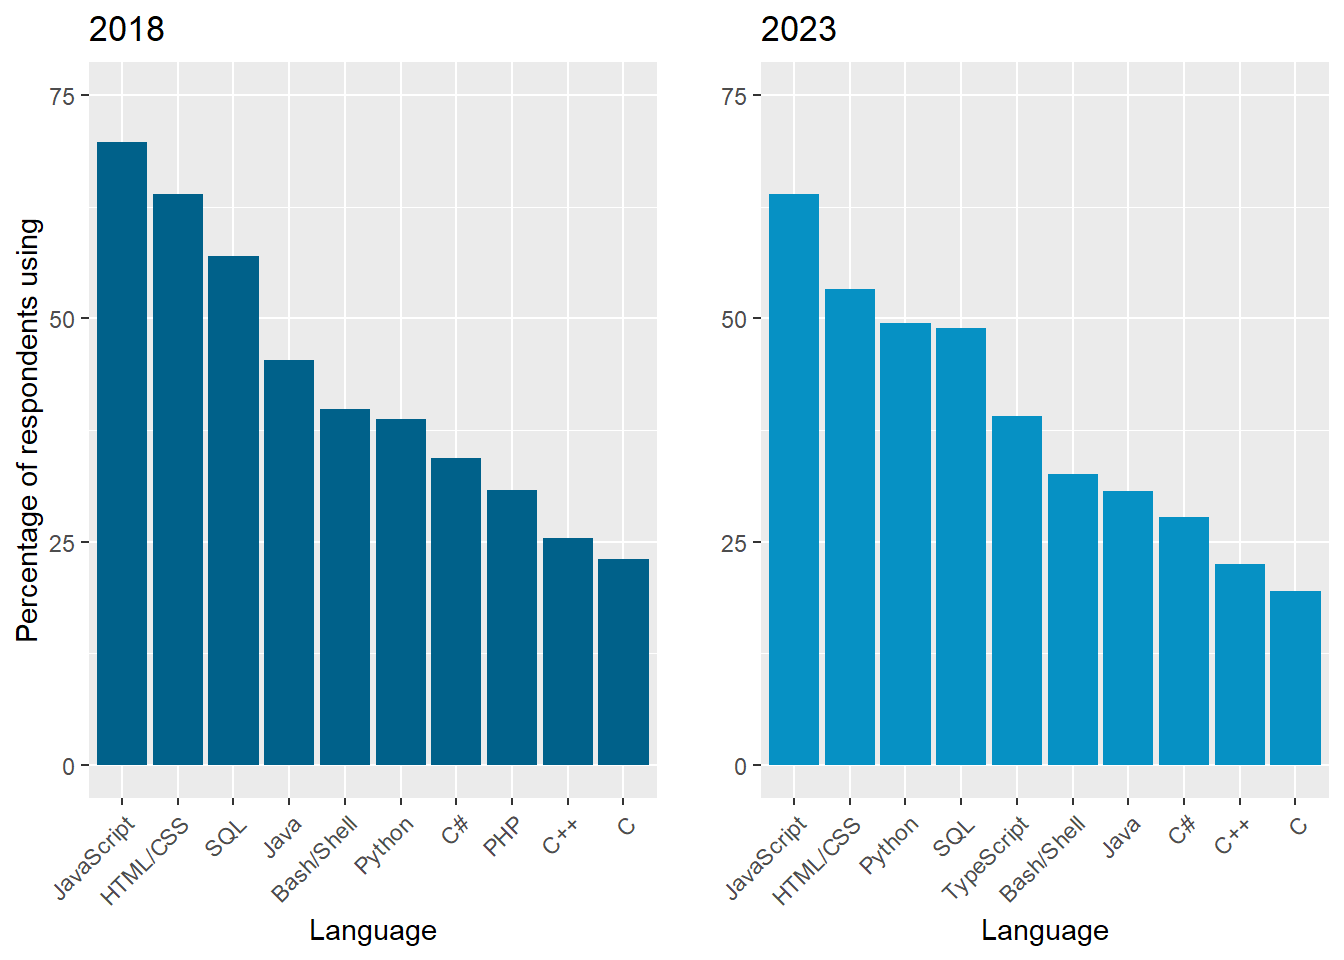 2018
Percentage of respondents using
75
50
25
0
JavaScript
HTML/CSS
SQL
Java
Bash/Shell
Python
C#
PHP
C++
C
Language
2023
75
50
25
0
JavaScript
HTML/CSS
Python
SQL
TypeScript
Bash/Shell
Java
C#
C++
C
Language